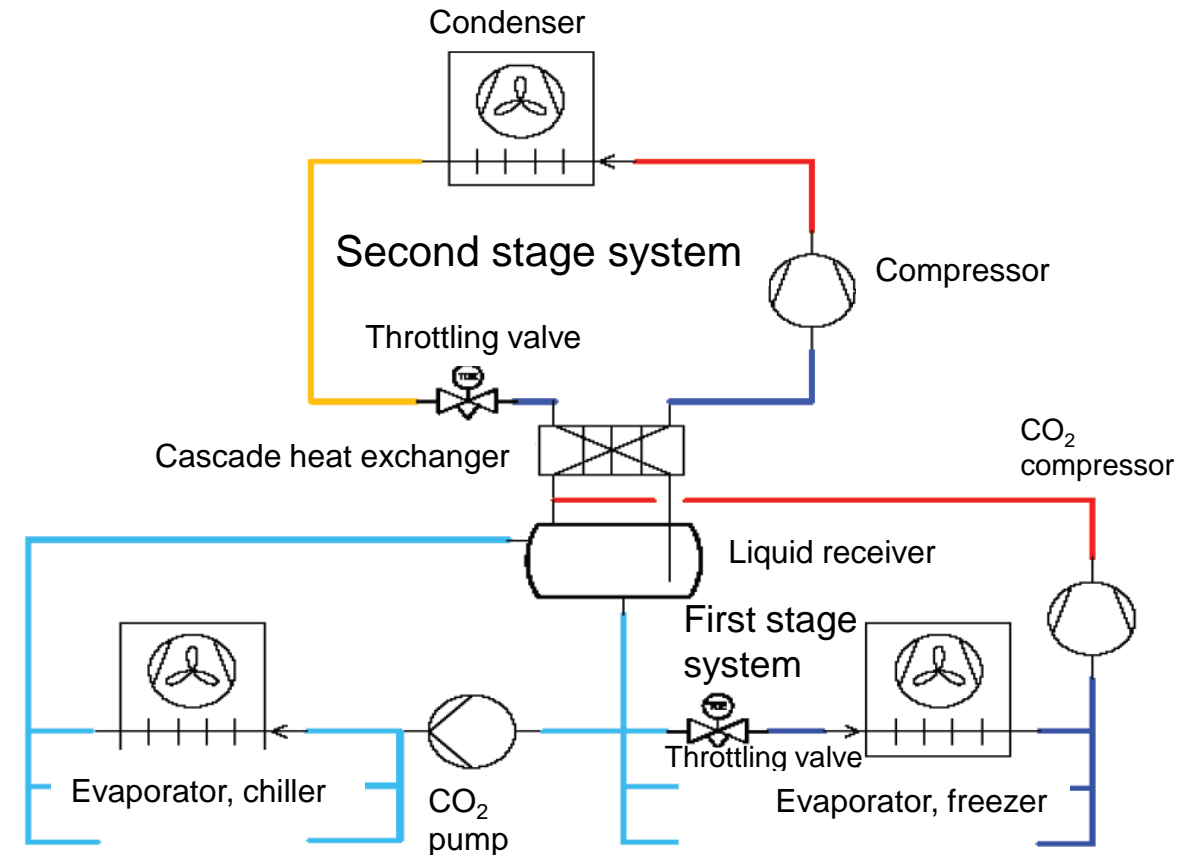 Condenser
Second stage system
Compressor
Throttling valve
Cascade heat exchanger
CO₂
compressor
Liquid receiver
First stage
system
Throttling valve
Evaporator, chiller
CO₂
pump
Evaporator, freezer